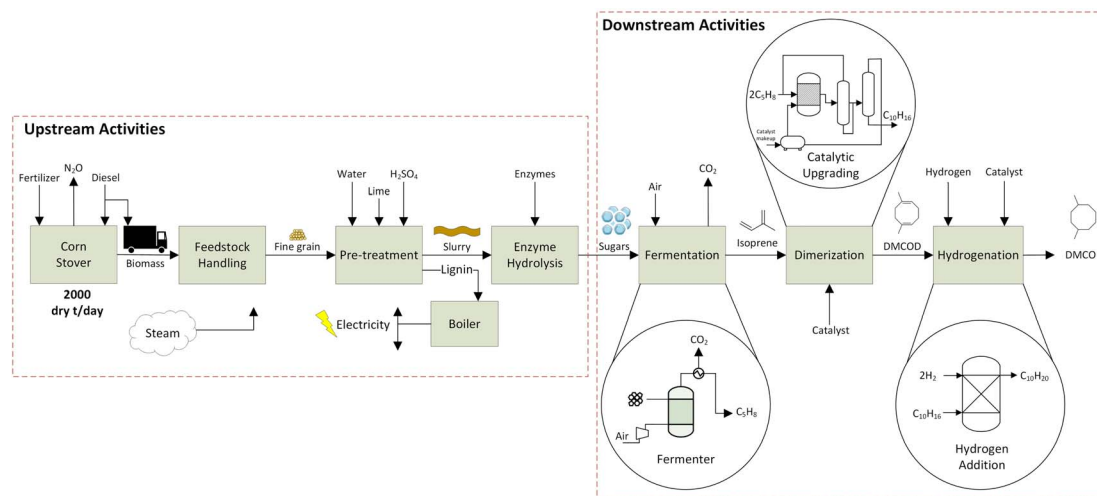 Upstream Activities
Fertilizer
N₂O
Diesel
Corn
Stover
2000
dry t/day
Biomass
Feedstock
Handling
Steam
Fine grain
Water
Lime
H₂SO₄
Pre-treatment
Slurry
Lignin
Boiler
Electricity
Enzymes
Enzyme
Hydrolysis
Downstream Activities
Sugars
Air
CO₂
Fermentation
Isoprene
Dimerization
Catalyst
DMCOD
Hydrogen
Catalyst
Hydrogenation
DMCO
2C₅H₈
C₁₀H₁₆
Catalyst
makeup
Catalytic
Upgrading
CO₂
C₅H₈
Air
Fermenter
2H₂
C₁₀H₂₀
C₁₀H₁₆
Hydrogen
Addition